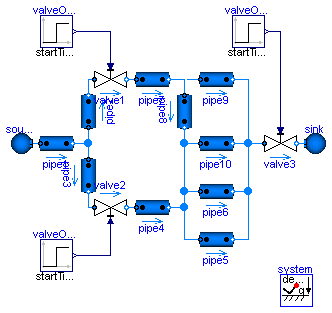 valveO...
valveO...
startTi...
startTi...
valve1
pipe7
pipe9
pipe2
pipe8
sou...
sink
pipe1
pipe10
valve3
pipe3
valve2
pipe4
pipe6
valveO...
pipe5
startTi...
system
de...
g